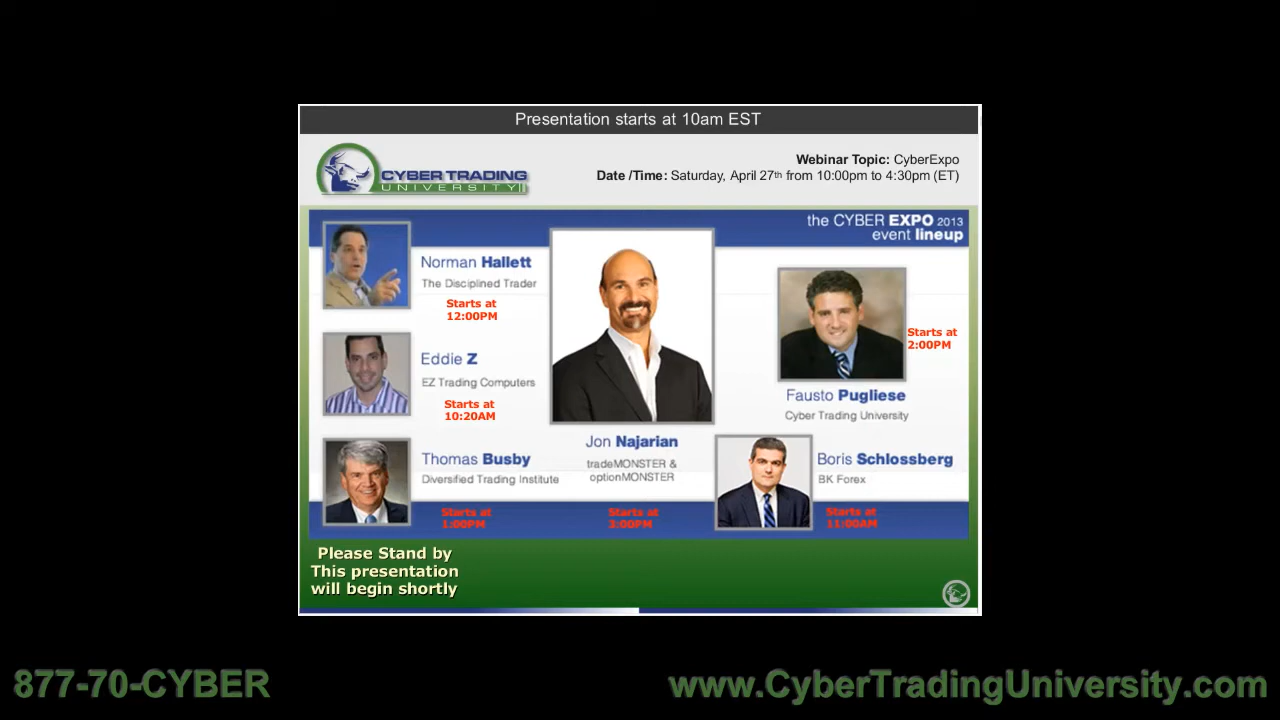 Presentation starts at 10am EST
CYBER TRADING
UNIVERSITY
Webinar Topic: CyberExpo
Date /Time: Saturday, April 27th from 10:00pm to 4:30pm (ET)
the CYBER EXPO 2013
event lineup
Norman Hallett
The Disciplined Trader
Starts at
12:00PM
Eddie Z
EZ Trading Computers
Starts at
10:20AM
Thomas Busby
Diversified Trading Institute
Starts at
1:00PM
Jon Najarian
tradeMONSTER &
optionMONSTER
Starts at
3:00PM
Starts at
2:00PM
Fausto Pugliese
Cyber Trading University
Boris Schlossberg
BK Forex
Starts at
11:00AM
Please Stand by
This presentation
will begin shortly
877-70-CYBER
www.CyberTradingUniversity.com